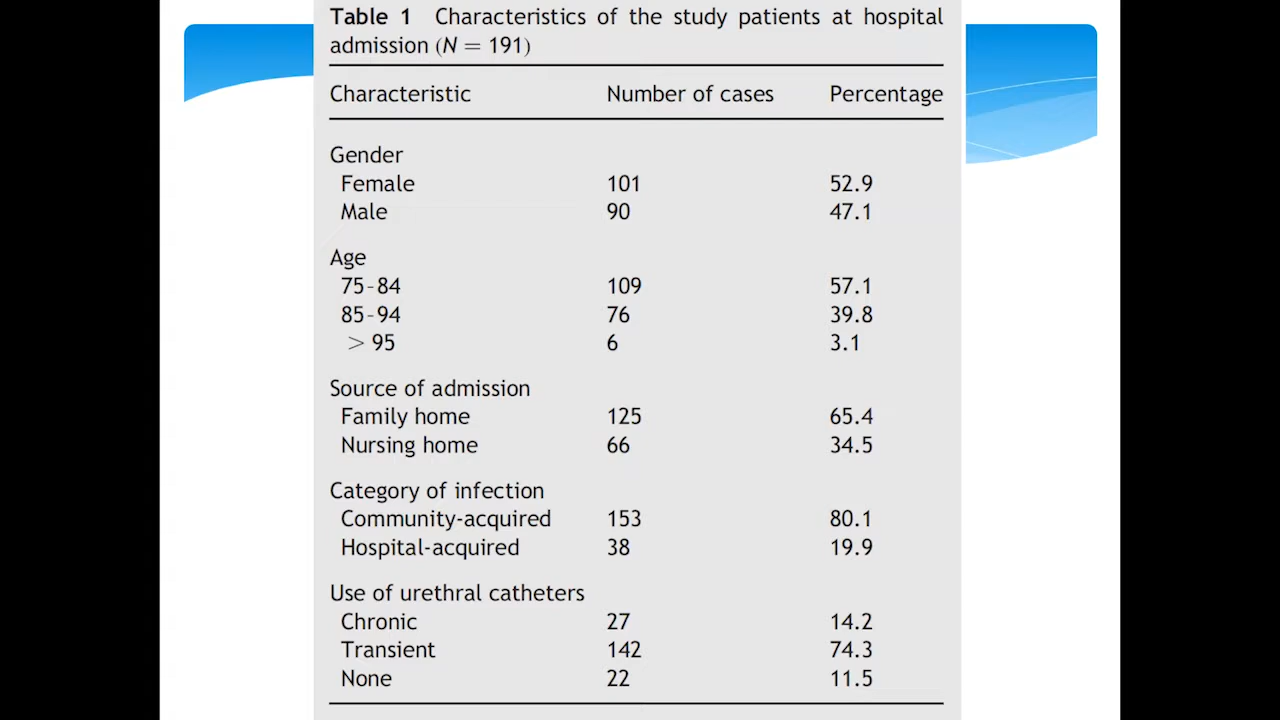 Table 1 Characteristics of the study patients at hospital
admission (N = 191)
Characteristic Number of cases Percentage
Gender
Female 101 52.9
Male 90 47.1
Age
75-84 109 57.1
85-94 76 39.8
> 95 6 3.1
Source of admission
Family home 125 65.4
Nursing home 66 34.5
Category of infection
Community-acquired 153 80.1
Hospital-acquired 38 19.9
Use of urethral catheters
Chronic 27 14.2
Transient 142 74.3
None 22 11.5